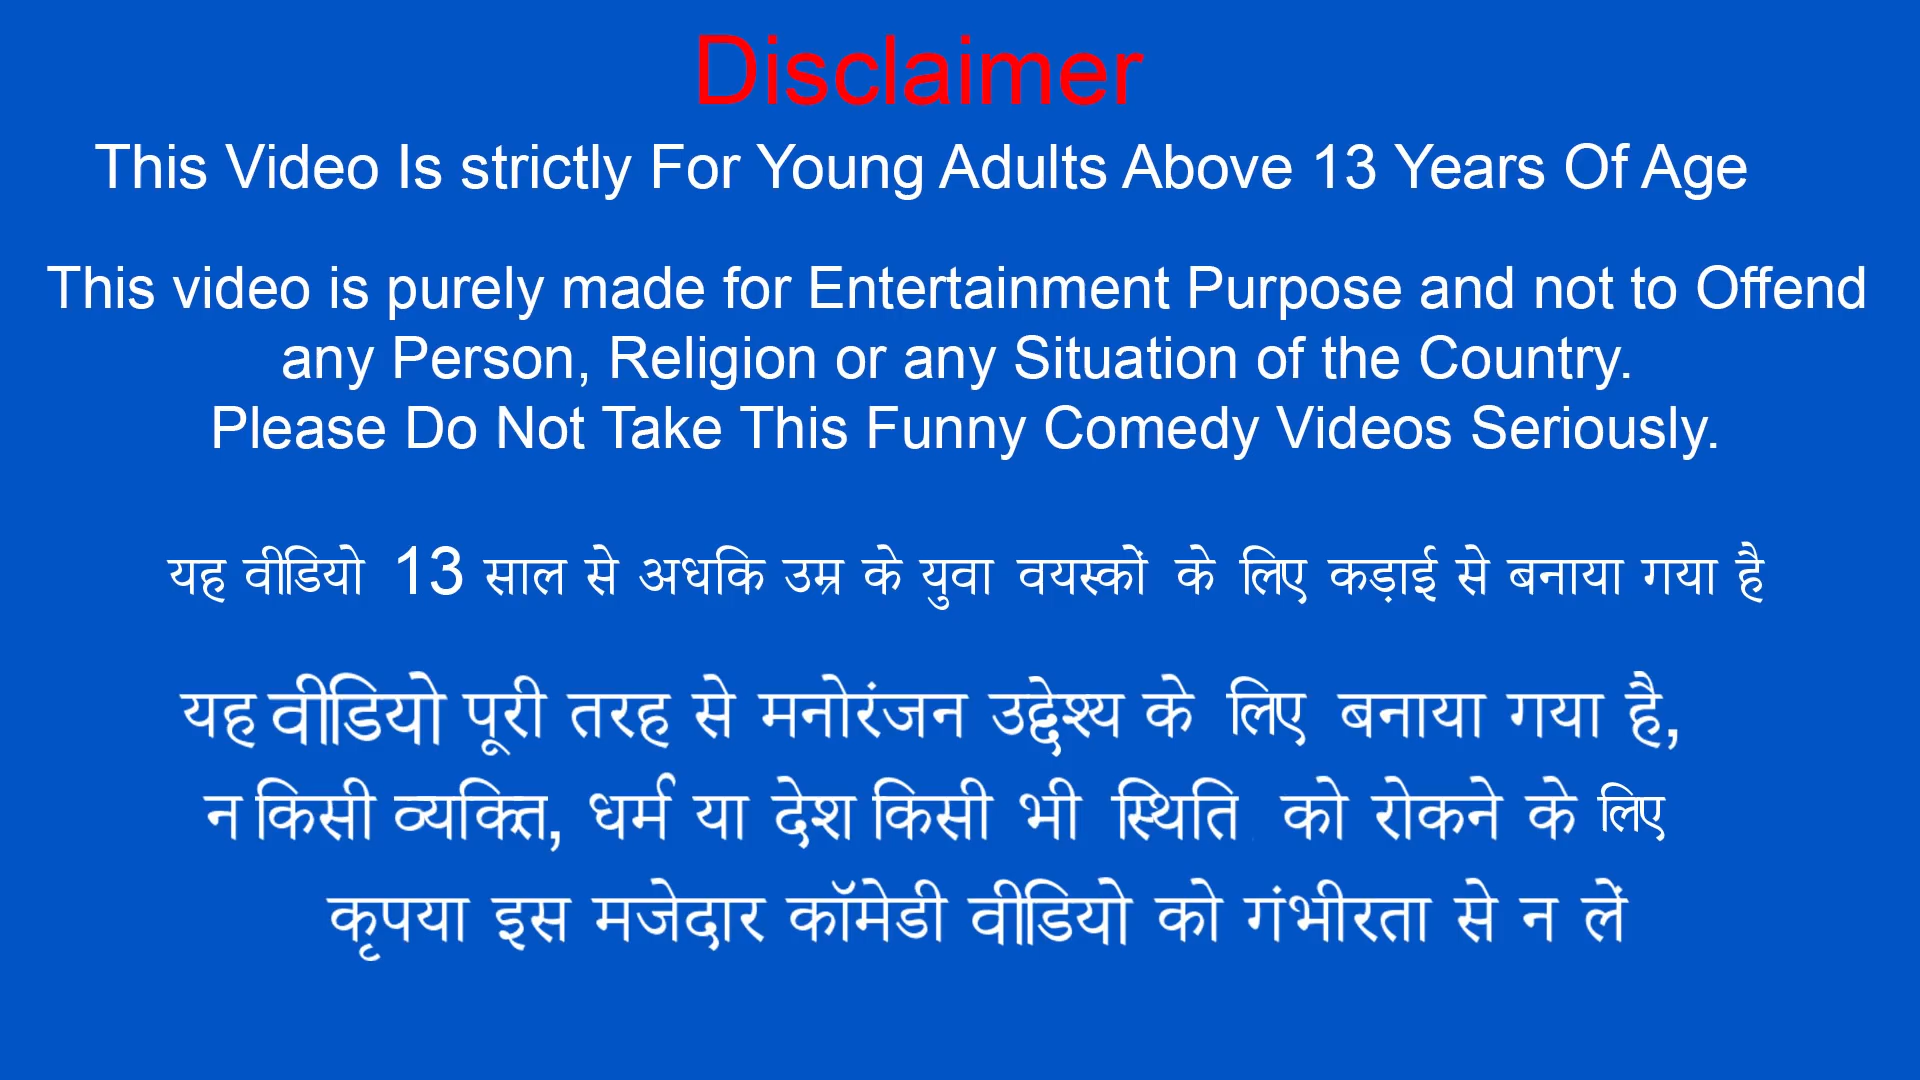 Disclaimer
This Video Is strictly For Young Adults Above 13 Years Of Age
This video is purely made for Entertainment Purpose and not to Offend
any Person, Religion or any Situation of the Country.
Please Do Not Take This Funny Comedy Videos Seriously.
यह वीडियो 13 साल से अधकि उम्र के युवा वयस्कों के लिए कड़ाई से बनाया गया है
यह वीडियो पूरी तरह से मनोरंजन उद्देश्य के लिए बनाया गया है,
न किसी व्यक्ति, धर्म या देश किसी भी स्थिति को रोकने के लिए
कृपया इस मजेदार कॉमेडी वीडियो को गंभीरता से न लें